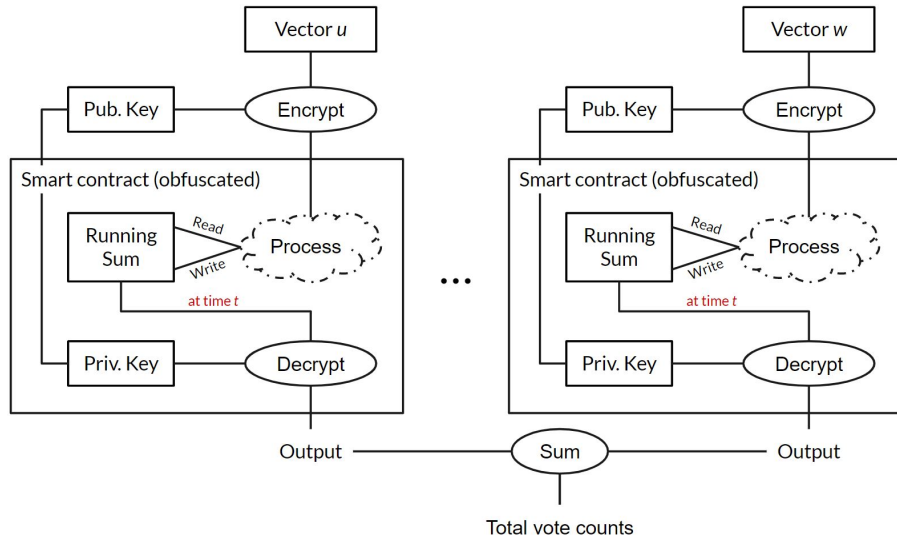 Vector u
Vector w
Pub. Key
Encrypt
Pub. Key
Encrypt
Smart contract (obfuscated)
Smart contract (obfuscated)
Running
Sum
Read
Write
Process
Running
Sum
Read
Write
Process
...
at time t
at time t
Priv. Key
Decrypt
Priv. Key
Decrypt
Output
Sum
Output
Total vote counts